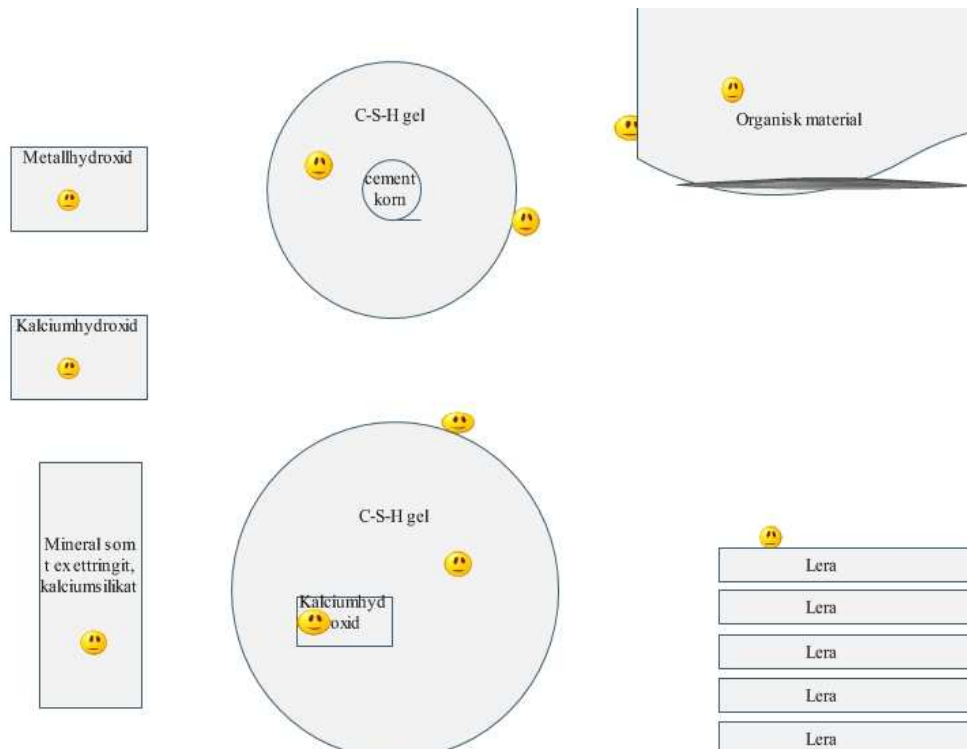 Metallhydroxid
Kalciumhydroxid
Mineral som
t ex ettringit,
kalciumsilikat
C-S-H gel
cement
korn
C-S-H gel
Kalciumhyd
roxid
Organisk material
Lera
Lera
Lera
Lera
Lera